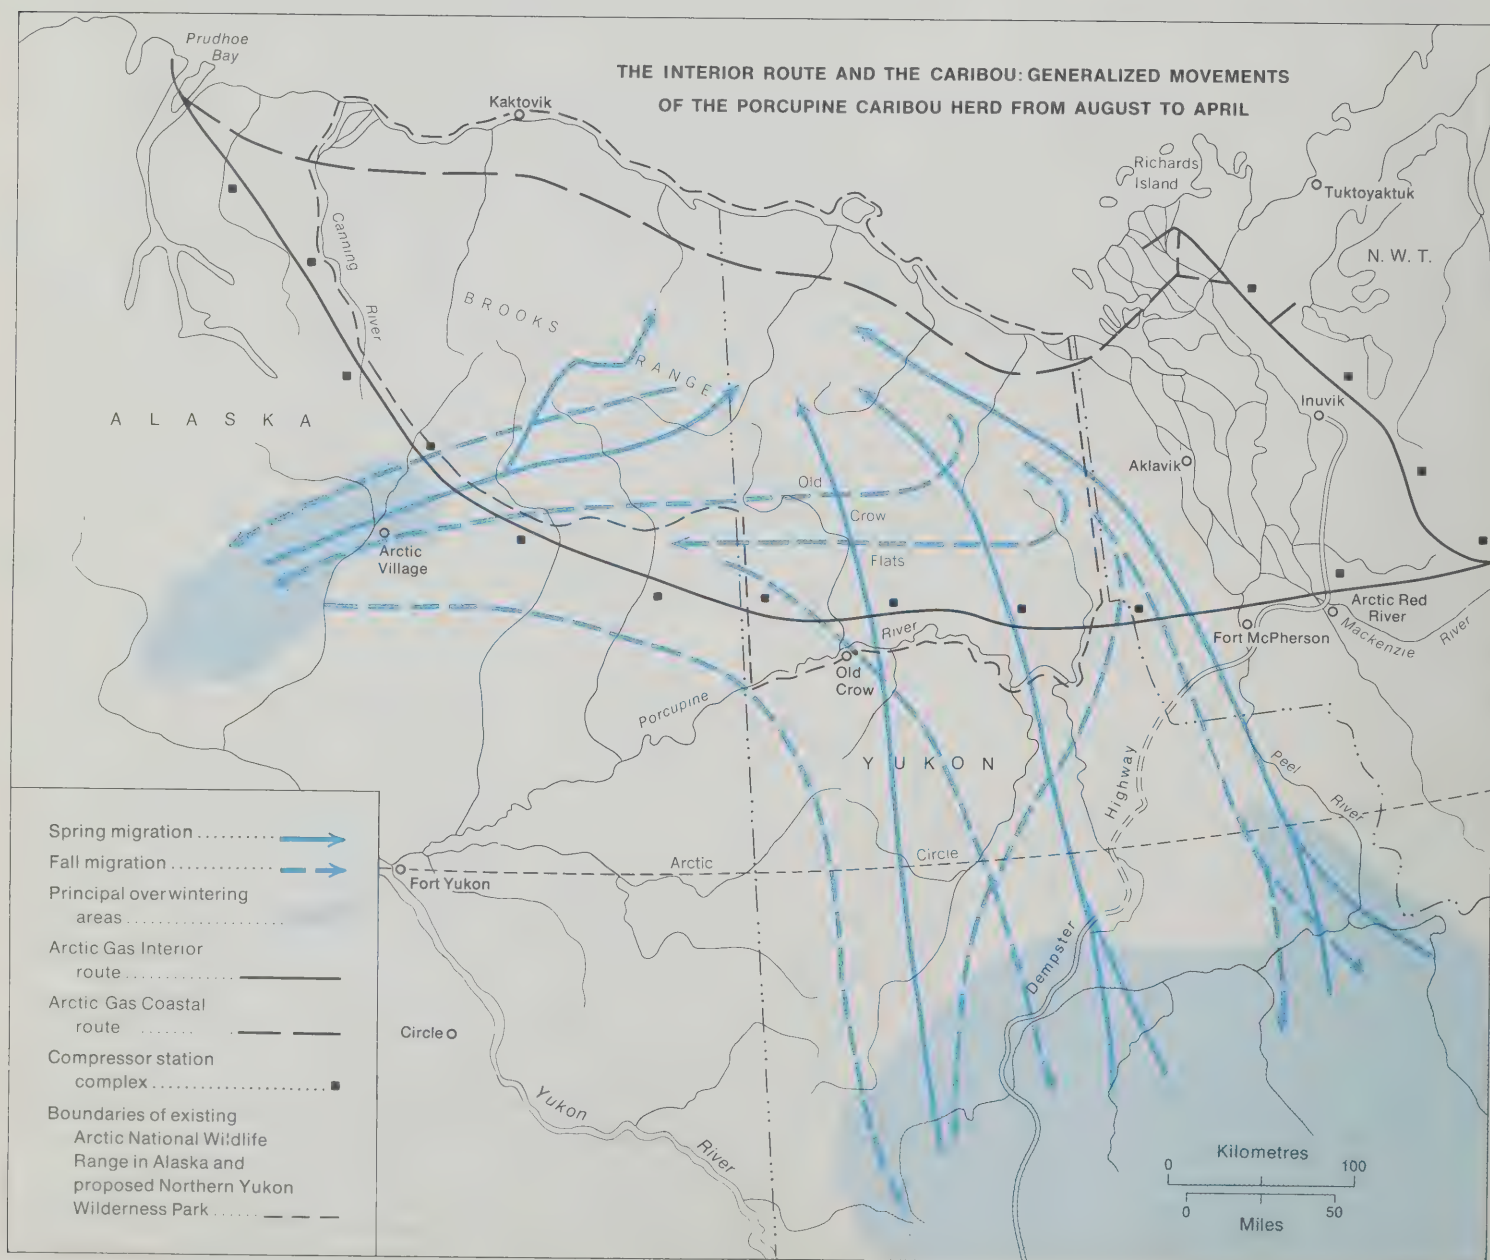 THE INTERIOR ROUTE AND THE CARIBOU: GENERALIZED MOVEMENTS
OF THE PORCUPINE CARIBOU HERD FROM AUGUST TO APRIL
Prudhoe
Bay
Kaktovik
Richards
Island
Tuktoyaktuk
N. W. T.
Canning
River
BROOKS
RANGE
ALASKA
Inuvik
Aklavik
Old
Crow
Flats
Arctic
Village
Arctic Red
River
Fort McPherson
Mackenzie
River
River
Old
Crow
Porcupine
YUKON
Highway
Peel
River
Arctic
Circle
Fort Yukon
Dempster
Circle
Yukon
River
Spring migration
Fall migration
Principal overwintering
areas
Arctic Gas Interior
route
Arctic Gas Coastal
route
Compressor station
complex
Boundaries of existing
Arctic National Wildlife
Range in Alaska and
proposed Northern Yukon
Wilderness Park
Kilometres
0 100
0 50
Miles